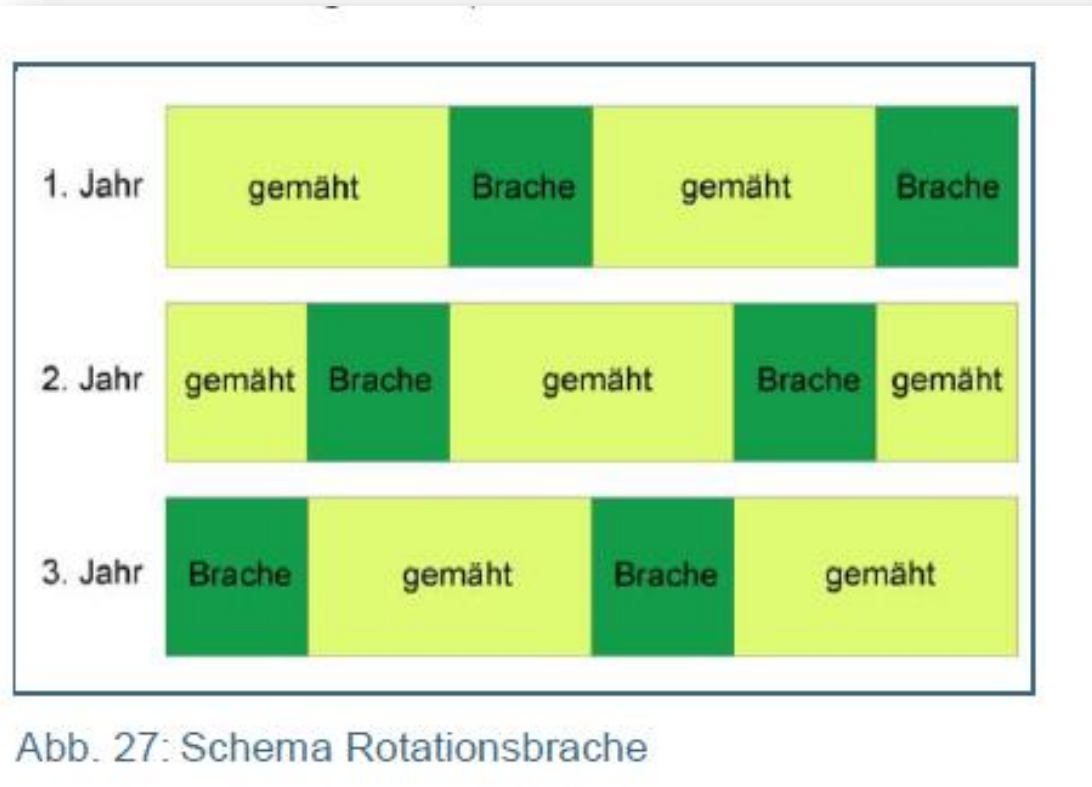 1. Jahr gemäht Brache gemäht Brache
2. Jahr gemäht Brache gemäht Brache gemäht
3. Jahr Brache gemäht Brache gemäht
Abb. 27: Schema Rotationsbrache